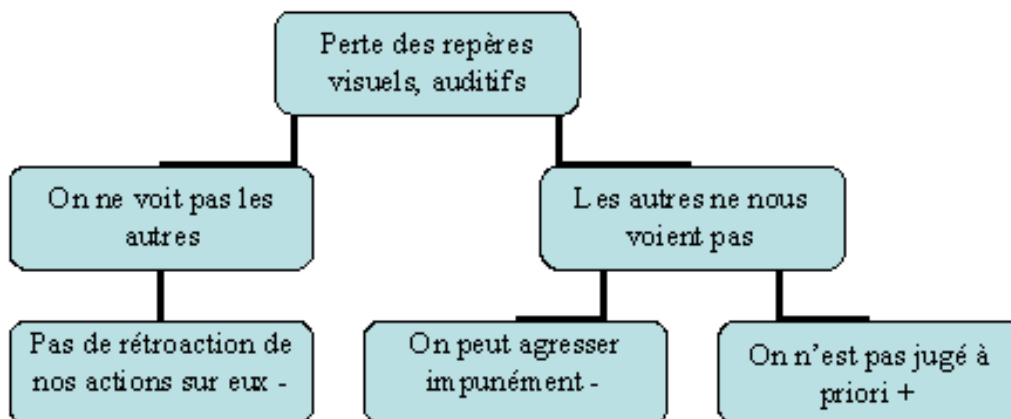 Perte des repères
visuels, auditifs
On ne voit pas les
autres
Les autres ne nous
voient pas
Pas de rétroaction de
nos actions sur eux -
On peut agresser
impunément -
On n’est pas jugé à
priori +